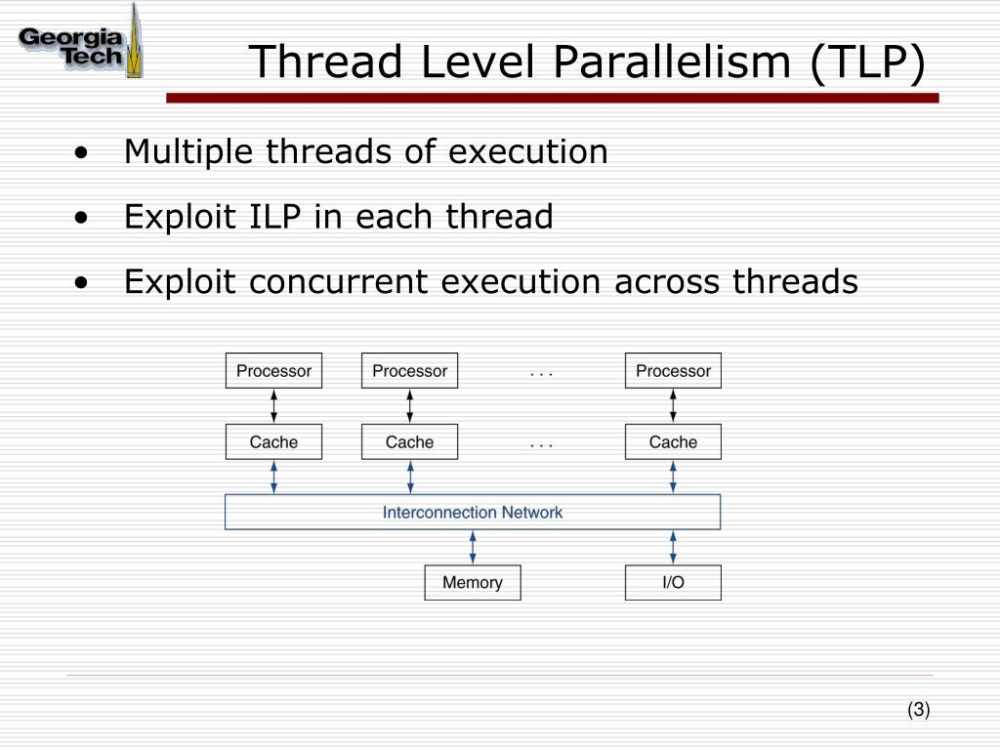 Georgia
Tech
Thread Level Parallelism (TLP)
• Multiple threads of execution
• Exploit ILP in each thread
• Exploit concurrent execution across threads
Processor Processor . . . Processor
Cache Cache . . . Cache
Interconnection Network
Memory I/O
(3)